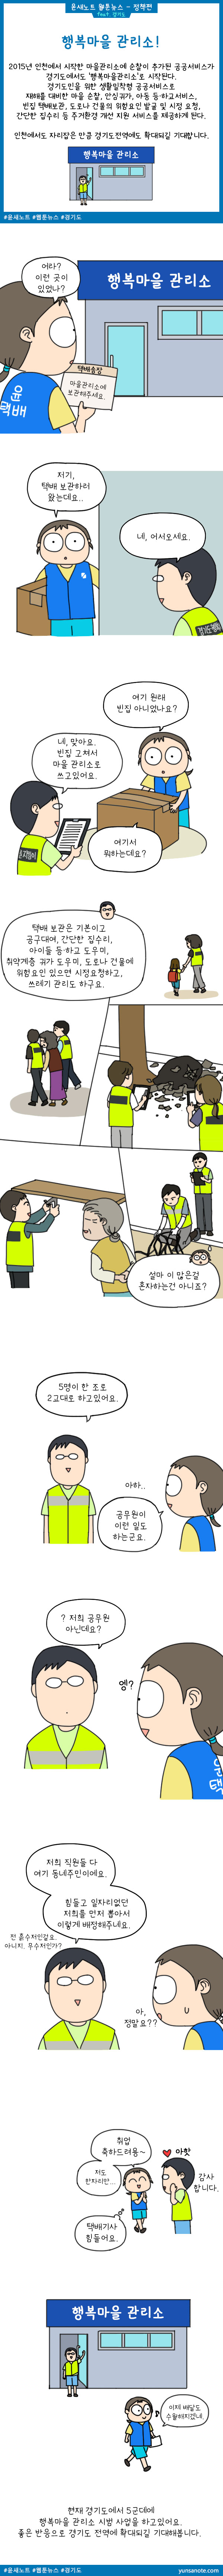 윤새노트 웹툰뉴스 - 정책편
feat. 경기도
행복마을 관리소!
2015년 인천에서 시작한 마을관리소에 순찰이 추가된 공공서비스가
경기도에서도 '행복마을관리소'로 시작된다.
경기도민을 위한 생활밀착형 공공서비스로
재해를 대비한 마을 순찰, 안심귀가, 아동 등·하교서비스,
빈집 택배보관, 도로나 건물의 위험요인 발굴 및 시정 요청,
간단한 집수리 등 주거환경 개선 지원 서비스를 제공하게 된다.
인천에서도 자리잡은 만큼 경기도전역에도 확대되길 기대합니다.
행복마을 관리소
#윤새노트 #웹툰뉴스 #경기도
어라?
이런 곳이
있었나?
행복마을 관리소
택배송장
마을관리소에
보관해주세요.
윤
택배
저기,
택배 보관하러
왔는데요..
네, 어서오세요.
여기 원래
빈집 아니었나요?
네, 맞아요.
빈집 고쳐서
마을 관리소로
쓰고있어요.
여기서
뭐하는데요?
택배 보관은 기본이고
공구대여, 간단한 집수리,
아이들 등·하교 도우미,
취약계층 귀가 도우미, 도로나 건물에
위험요인 있으면 시정요청하고,
쓰레기 관리도 하구요.
설마 이 많은걸
혼자하는건 아니죠?
5명이 한 조로
2교대로 하고있어요.
아하..
공무원이
이런 일도
하는군요.
? 저희 공무원
아닌데요?
엥?
윤
택
저희 직원들 다
여기 동네주민이에요.
힘들고 일자리없던
저희를 먼저 뽑아서
이렇게 배정해주네요.
전 흙수저인걸요.
아니지. 무수저인가?
아,
정말요??
취업
축하드려용~
저도
한자리만...
아핫
감사
합니다.
택배기사
힘들어요.
행복마을 관리소
이제 배달도
수월해지겠네.
현재 경기도에서 5군데에
행복마을 관리소 시범 사업을 하고있어요.
좋은 반응으로 경기도 전역에 확대되길 기대해봅니다.
#윤새노트 #웹툰뉴스 #경기도
yunsanote.com